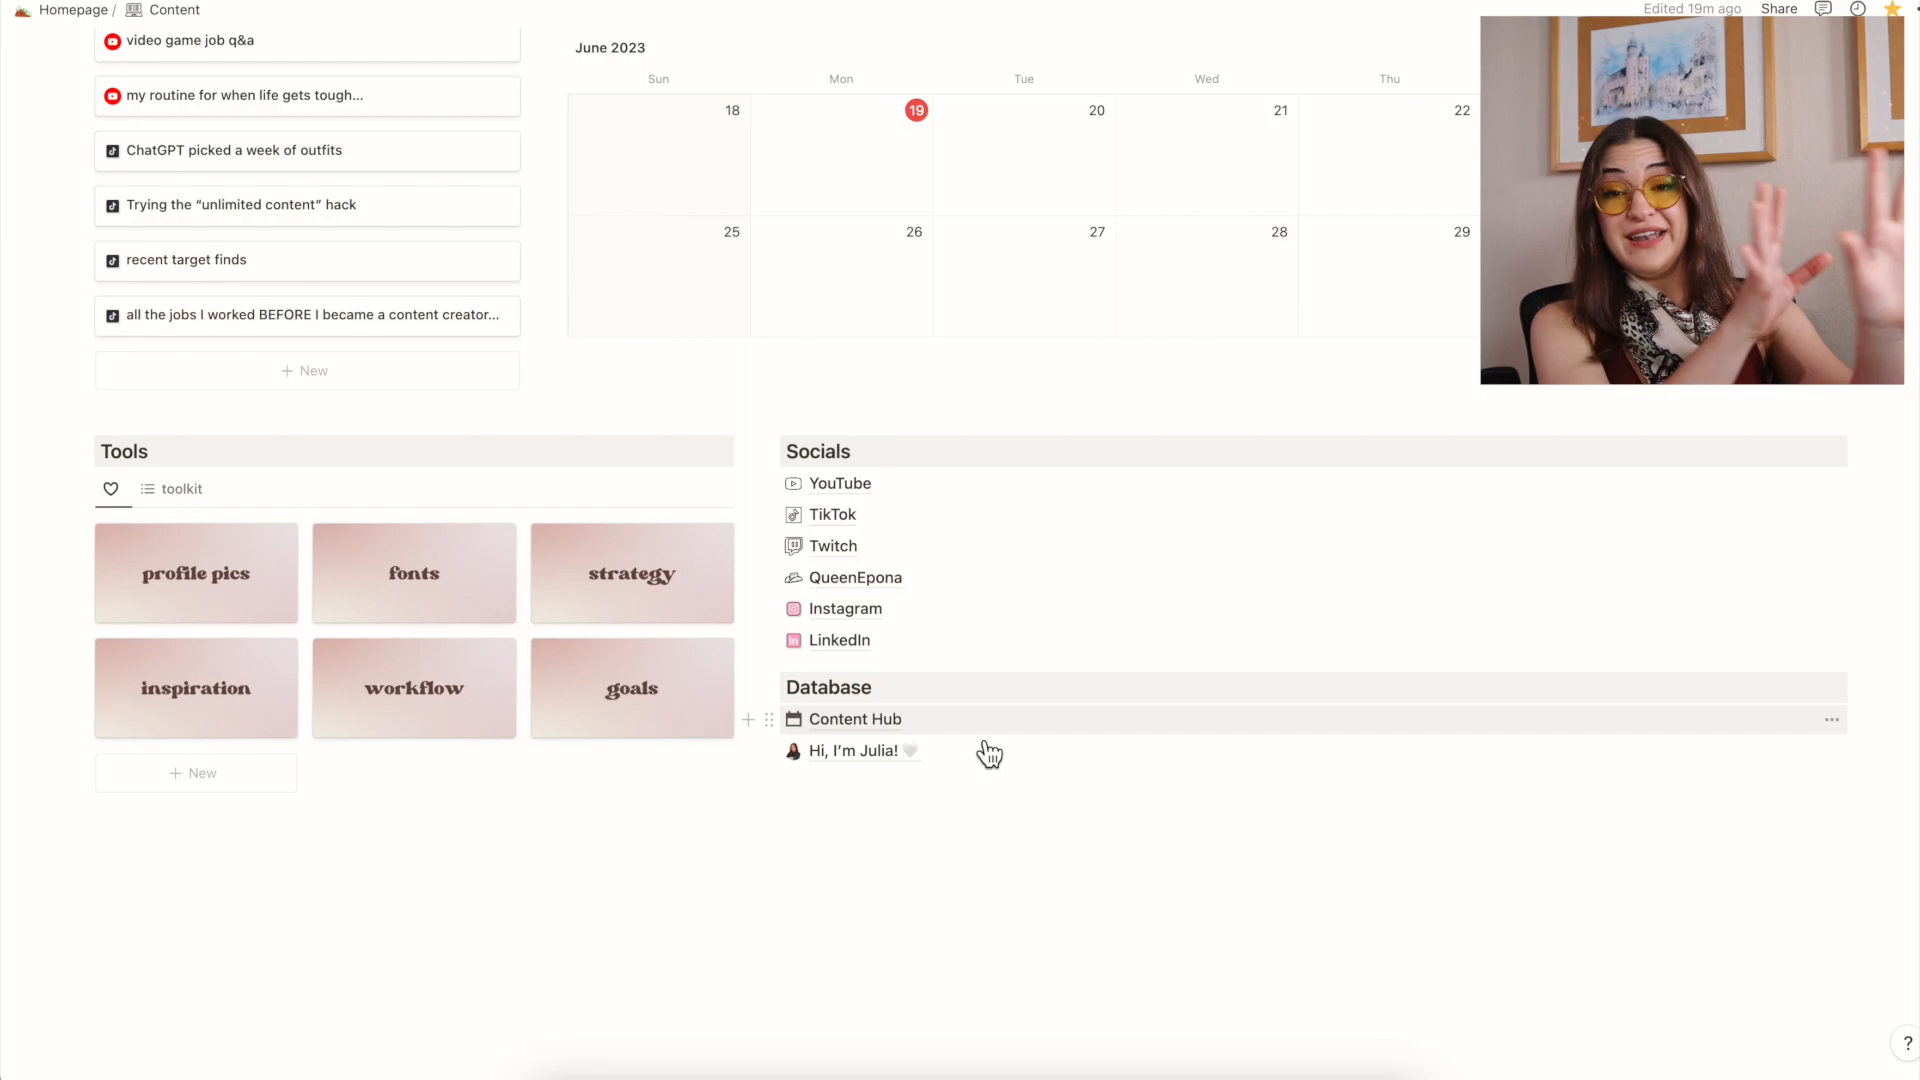 Homepage / Content
Edited 19m ago Share
video game job q&a
my routine for when life gets tough...
ChatGPT picked a week of outfits
Trying the “unlimited content” hack
recent target finds
all the jobs I worked BEFORE I became a content creator...
+ New
June 2023
Sun Mon Tue Wed Thu
18 19 20 21 22
25 26 27 28 29
Tools
toolkit
profile pics fonts strategy
inspiration workflow goals
+ New
Socials
YouTube
TikTok
Twitch
QueenEpona
Instagram
LinkedIn
Database
Content Hub
Hi, I’m Julia! 🤍
?